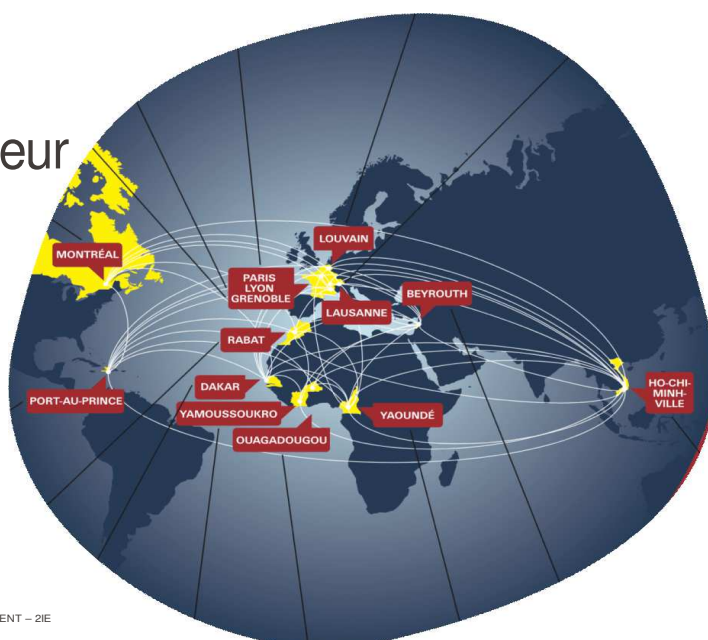 eur
MONTRÉAL
LOUVAIN
PARIS
LYON
GRENOBLE
BEYROUTH
LAUSANNE
RABAT
DAKAR
PORT-AU-PRINCE
YAMOUSSOUKRO
YAOUNDÉ
HO-CHI-
MINH-
VILLE
OUAGADOUGOU
ENT – 2IE